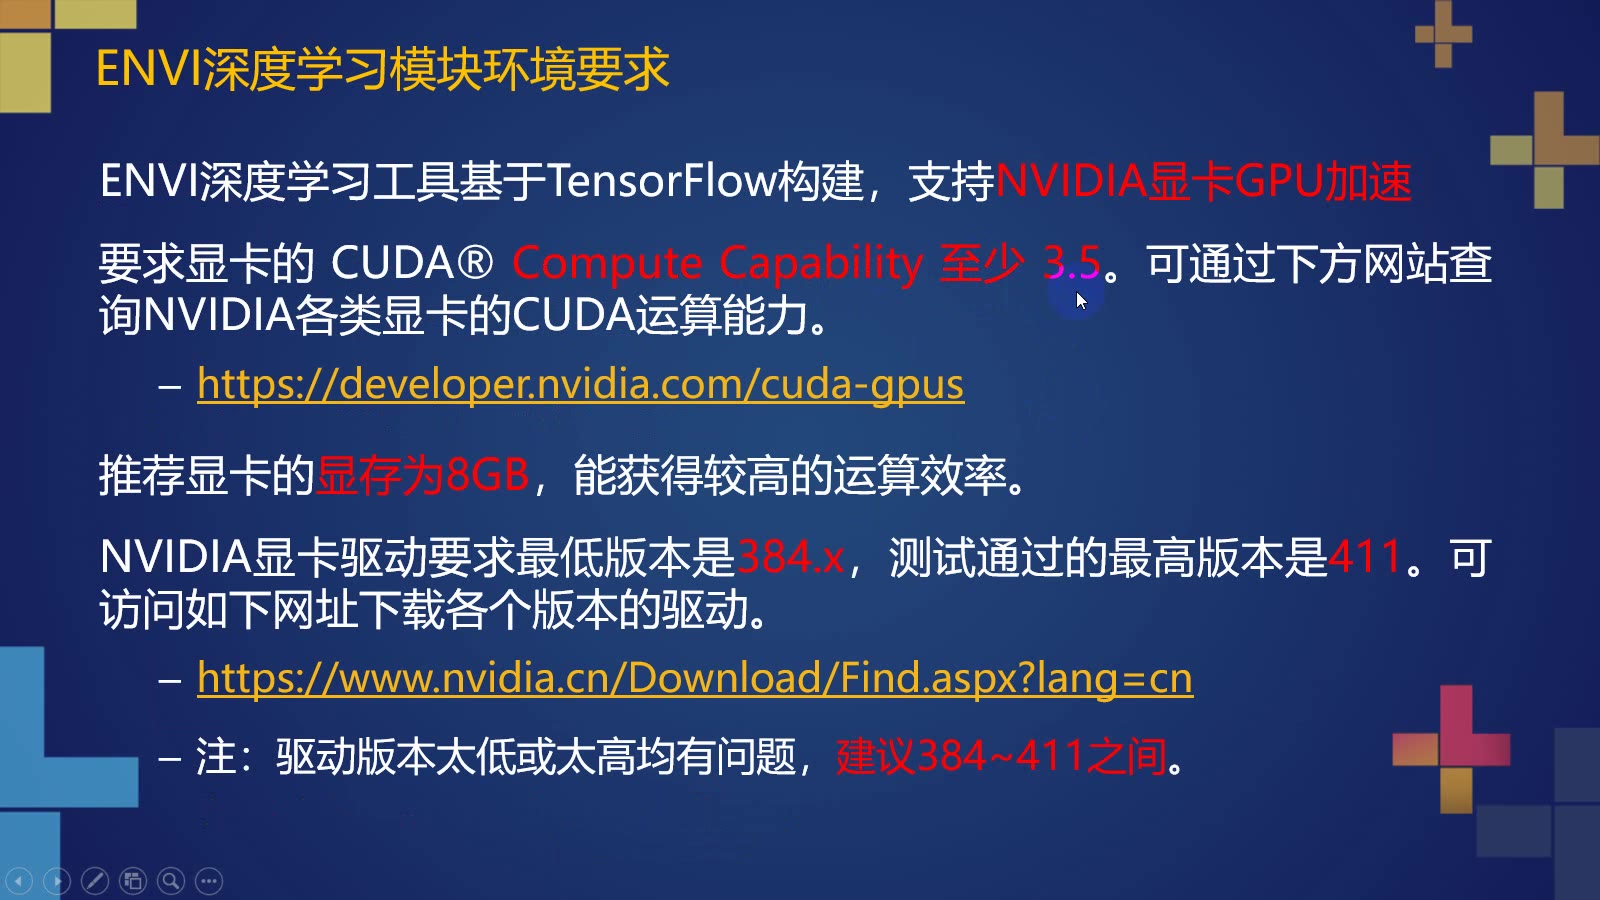 ENVI深度学习模块环境要求
ENVI深度学习工具基于TensorFlow构建，支持NVIDIA显卡GPU加速
要求显卡的 CUDA® Compute Capability 至少 3.5。可通过下方网站查
询NVIDIA各类显卡的CUDA运算能力。
– https://developer.nvidia.com/cuda-gpus
推荐显卡的显存为8GB，能获得较高的运算效率。
NVIDIA显卡驱动要求最低版本是384.x，测试通过的最高版本是411。可
访问如下网址下载各个版本的驱动。
– https://www.nvidia.cn/Download/Find.aspx?lang=cn
– 注：驱动版本太低或太高均有问题，建议384~411之间。